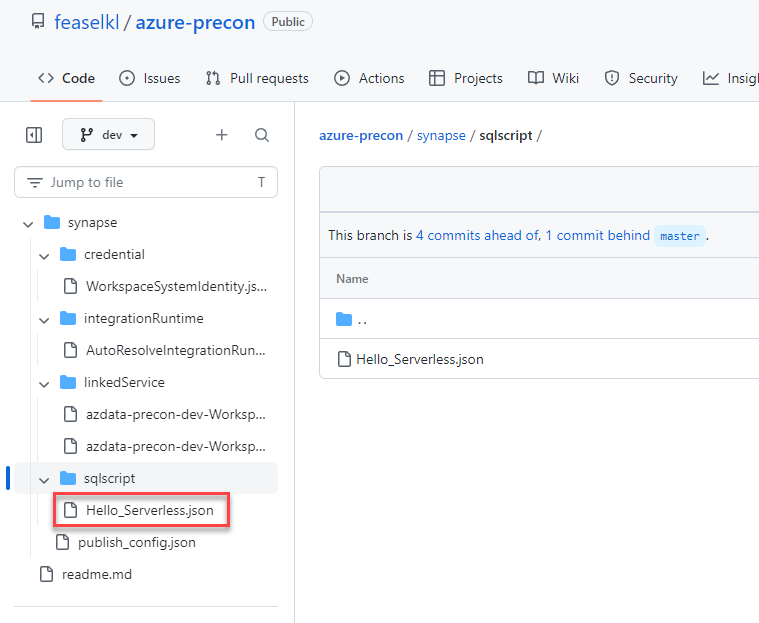 feaselkl / azure-precon Public
Code Issues Pull requests Actions Projects Wiki Security Insig
dev
Jump to file T
synapse
credential
WorkspaceSystemIdentity.js...
integrationRuntime
AutoResolveIntegrationRun...
linkedService
azdata-precon-dev-Worksp...
azdata-precon-dev-Worksp...
sqlscript
Hello_Serverless.json
publish_config.json
readme.md
azure-precon / synapse / sqlscript /
This branch is 4 commits ahead of, 1 commit behind master .
Name
..
Hello_Serverless.json